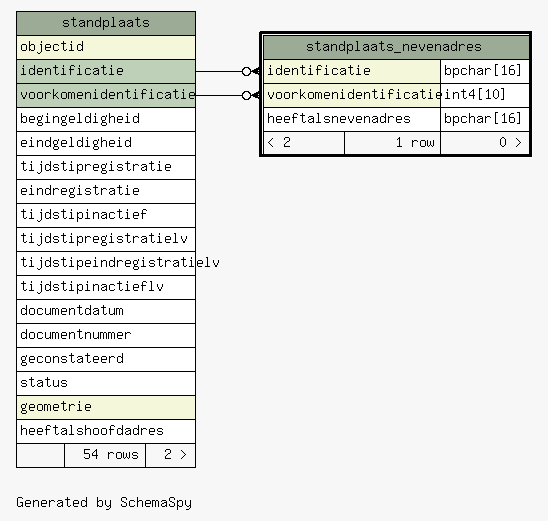 standplaats
objectid
identificatie
voorkomenidentificatie
begingeldigheid
eindgeldigheid
tijdstipregistratie
eindregistratie
tijdstipinactief
tijdstipregistratielv
tijdstipeindregistratielv
tijdstipinactieflv
documentdatum
documentnummer
geconstateerd
status
geometrie
heeftalshoofdadres
54 rows 2 >
standplaats_nevenadres
identificatie bpchar[16]
voorkomenidentificatie int4[10]
heeftalsnevenadres bpchar[16]
< 2 1 row 0 >
Generated by SchemaSpy